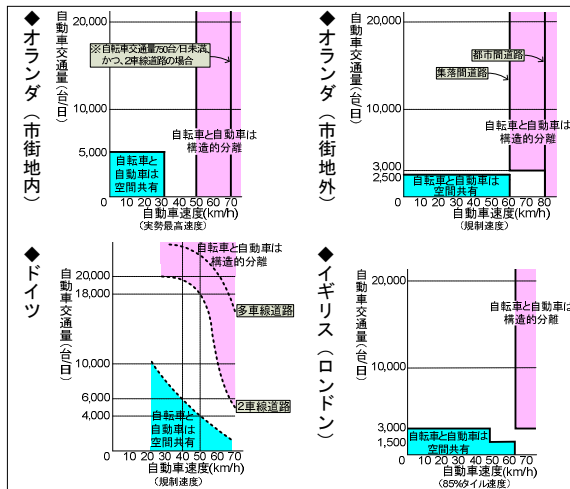 ◆オランダ（市街地内）
自動車交通量（台/日）
20,000
10,000
5,000
※自転車交通量750台/日未満、
かつ、2車線道路の場合
自転車と自動車は
構造的分離
自転車と
自動車は
空間共有
0 10 20 30 40 50 60 70
自動車速度(km/h)
(実勢最高速度)
◆オランダ（市街地外）
自動車交通量（台/日）
20,000
10,000
3,000
2,500
都市間道路
集落間道路
自転車と自動車は
構造的分離
自転車と自動車は
空間共有
0 10 20 30 40 50 60 70 80
自動車速度(km/h)
(規制速度)
◆ドイツ
自動車交通量（台/日）
20,000
18,000
10,000
6,000
4,000
自転車と自動車は
構造的分離
多車線道路
2車線道路
自転車と
自動車は
空間共有
0 10 20 30 40 50 60 70
自動車速度(km/h)
(規制速度)
◆イギリス（ロンドン）
自動車交通量（台/日）
20,000
10,000
3,000
1,500
自転車と自動車は
構造的分離
自転車と自動車は
空間共有
0 10 20 30 40 50 60 70
自動車速度(km/h)
(85%タイル速度)